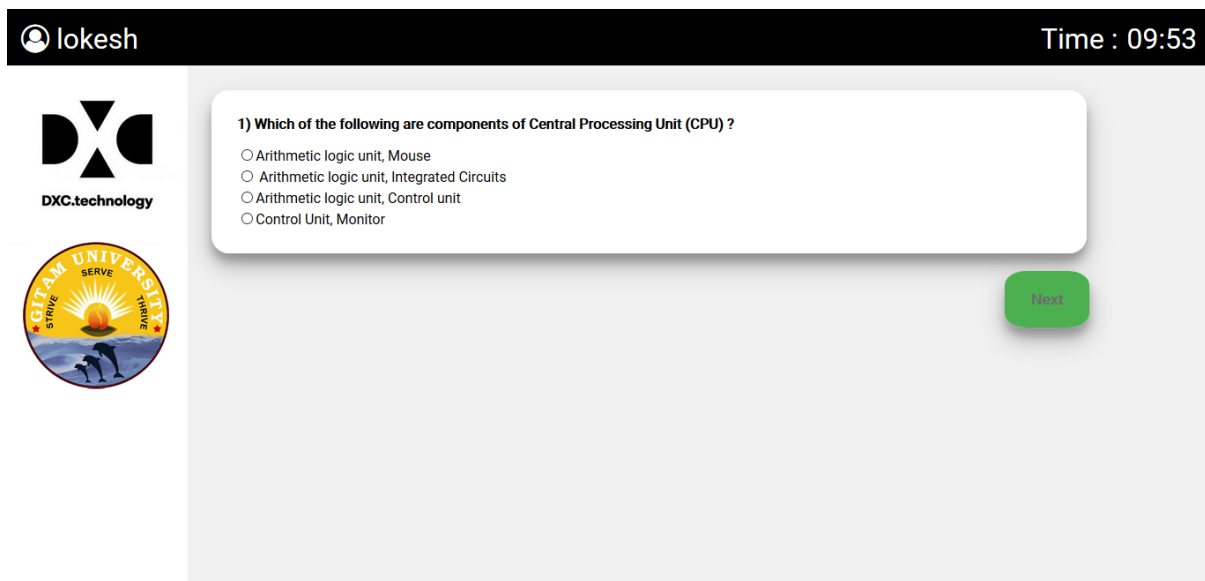 lokesh
Time : 09:53
DXC.technology
GITAM UNIVERSITY
SERVE
STRIVE
THRIVE
1) Which of the following are components of Central Processing Unit (CPU) ?
Arithmetic logic unit, Mouse
Arithmetic logic unit, Integrated Circuits
Arithmetic logic unit, Control unit
Control Unit, Monitor
Next